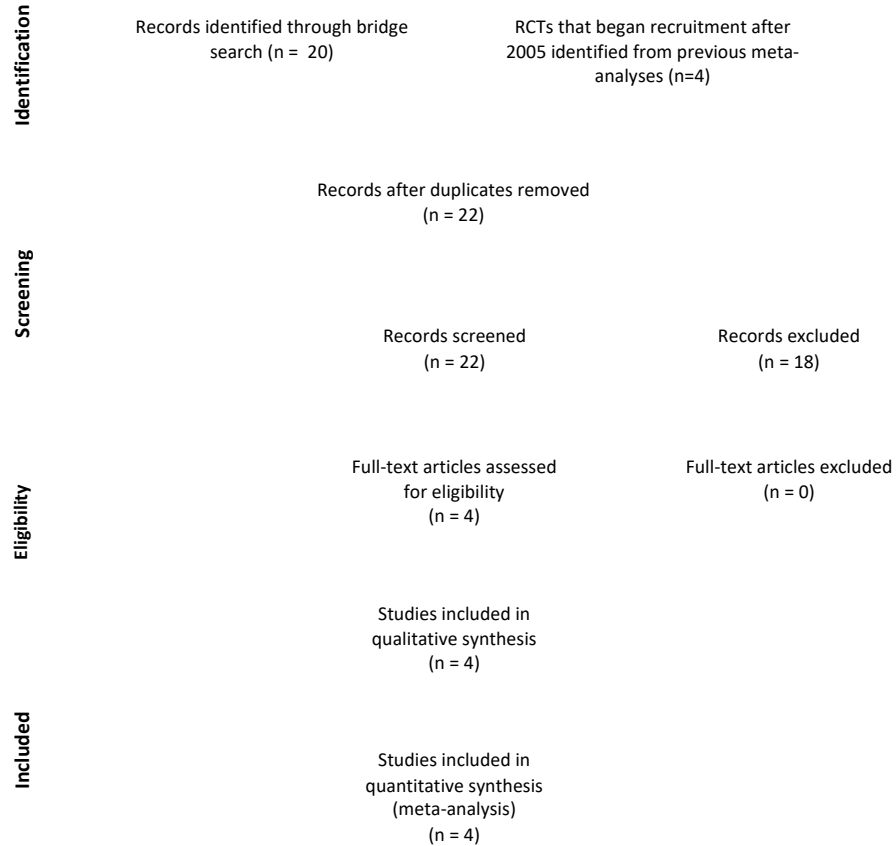 Identification
Records identified through bridge
search (n = 20)
RCTs that began recruitment after
2005 identified from previous meta-
analyses (n=4)
Records after duplicates removed
(n = 22)
Screening
Records screened
(n = 22)
Records excluded
(n = 18)
Eligibility
Full-text articles assessed
for eligibility
(n = 4)
Full-text articles excluded
(n = 0)
Studies included in
qualitative synthesis
(n = 4)
Included
Studies included in
quantitative synthesis
(meta-analysis)
(n = 4)